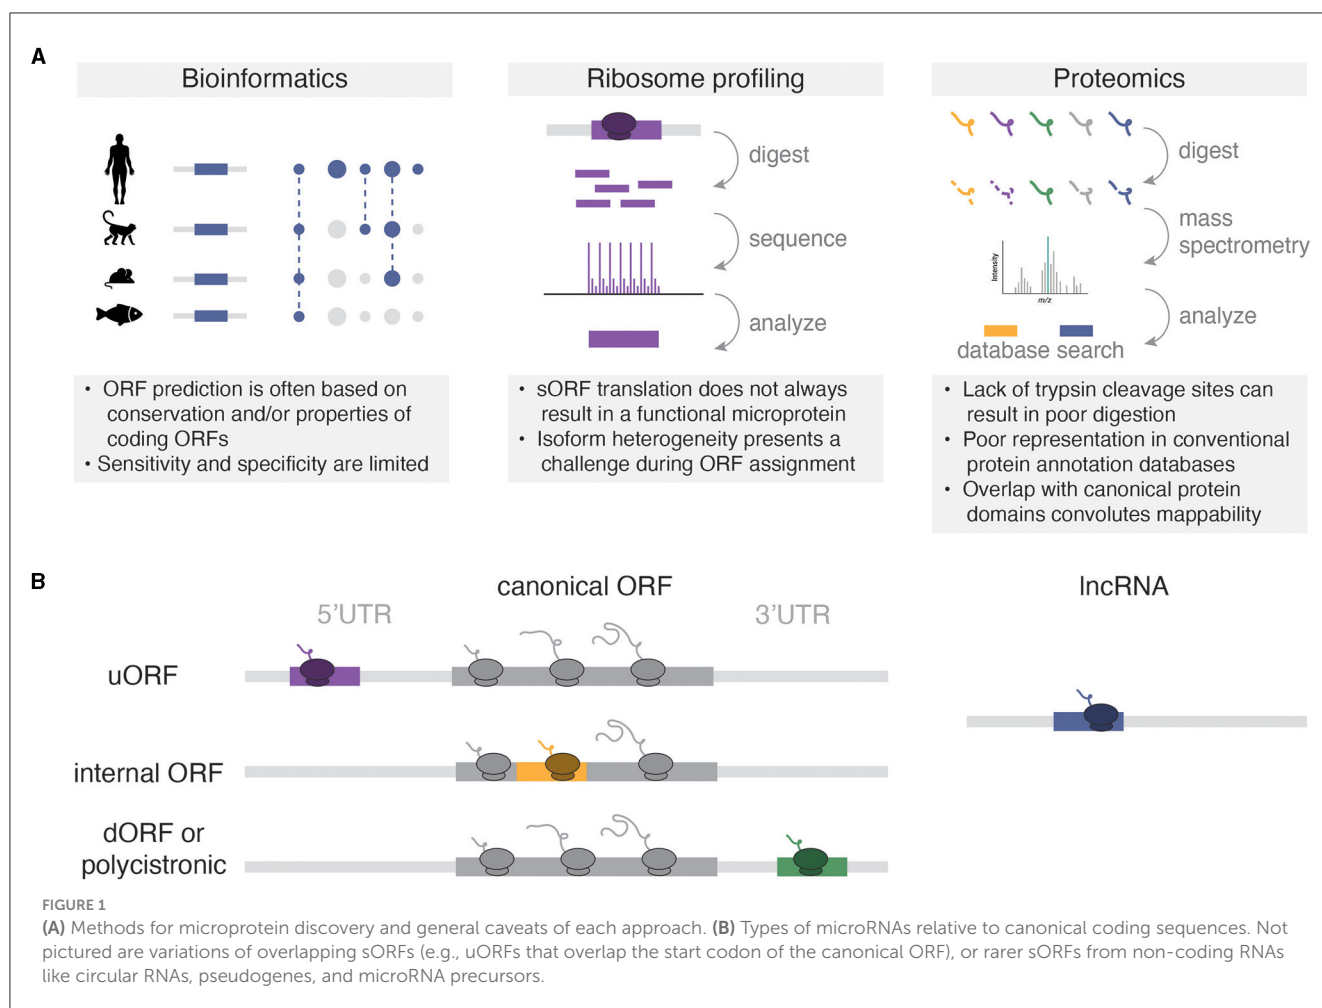 A
Bioinformatics
Ribosome profiling
Proteomics
digest
sequence
analyze
digest
mass
spectrometry
Intensity
m/z
analyze
database search
• ORF prediction is often based on
conservation and/or properties of
coding ORFs
• Sensitivity and specificity are limited
• sORF translation does not always
result in a functional microprotein
• Isoform heterogeneity presents a
challenge during ORF assignment
• Lack of trypsin cleavage sites can
result in poor digestion
• Poor representation in conventional
protein annotation databases
• Overlap with canonical protein
domains convolutes mappability
B
canonical ORF
lncRNA
5'UTR
3'UTR
uORF
internal ORF
dORF or
polycistronic
FIGURE 1
(A) Methods for microprotein discovery and general caveats of each approach. (B) Types of microRNAs relative to canonical coding sequences. Not
pictured are variations of overlapping sORFs (e.g., uORFs that overlap the start codon of the canonical ORF), or rarer sORFs from non-coding RNAs
like circular RNAs, pseudogenes, and microRNA precursors.